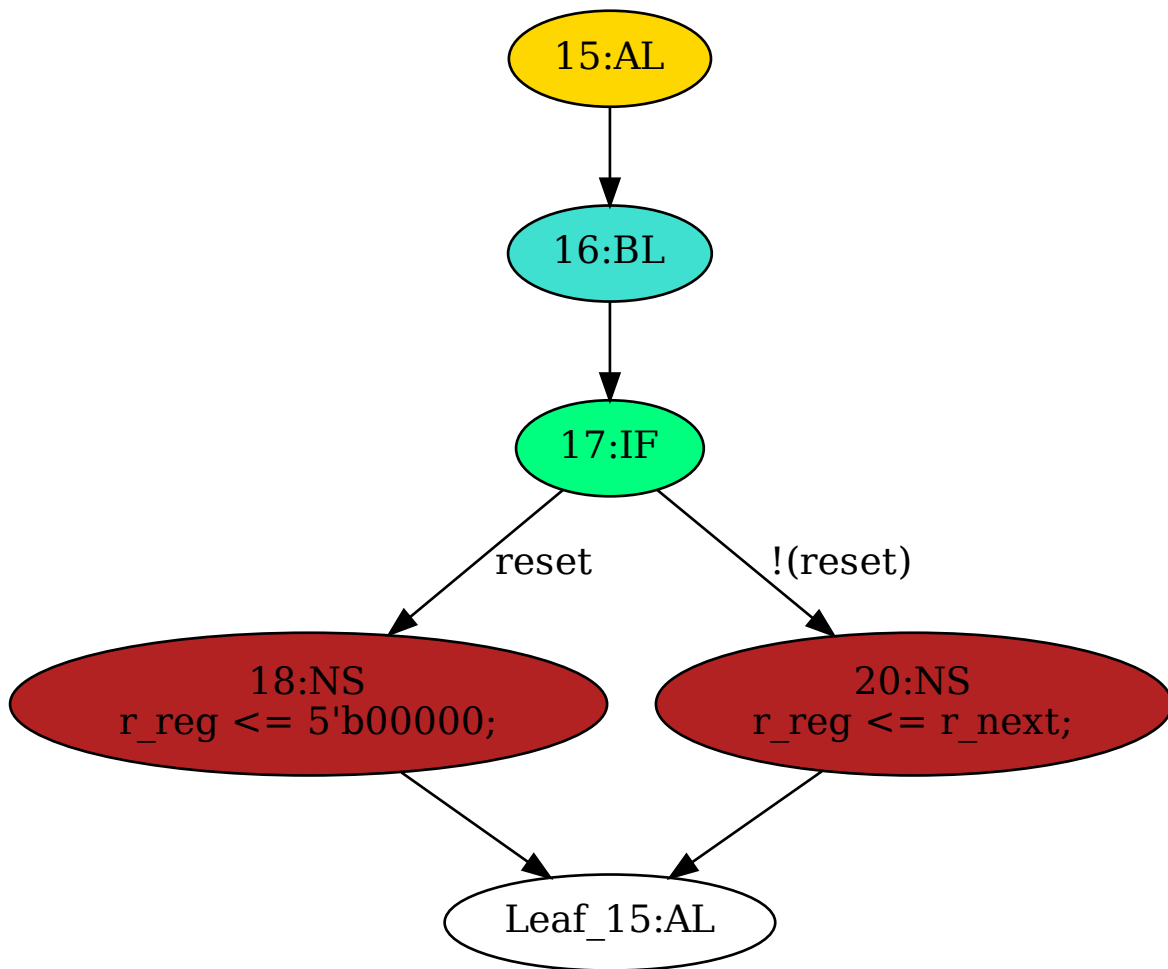 15:AL
16:BL
17:IF
reset
!(reset)
18:NS
r_reg <= 5'b00000;
20:NS
r_reg <= r_next;
Leaf_15:AL